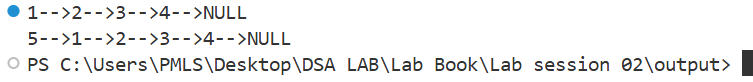 1-->2-->3-->4-->NULL
5-->1-->2-->3-->4-->NULL
PS C:\Users\PMLS\Desktop\DSA LAB\Lab Book\Lab session 02\output>